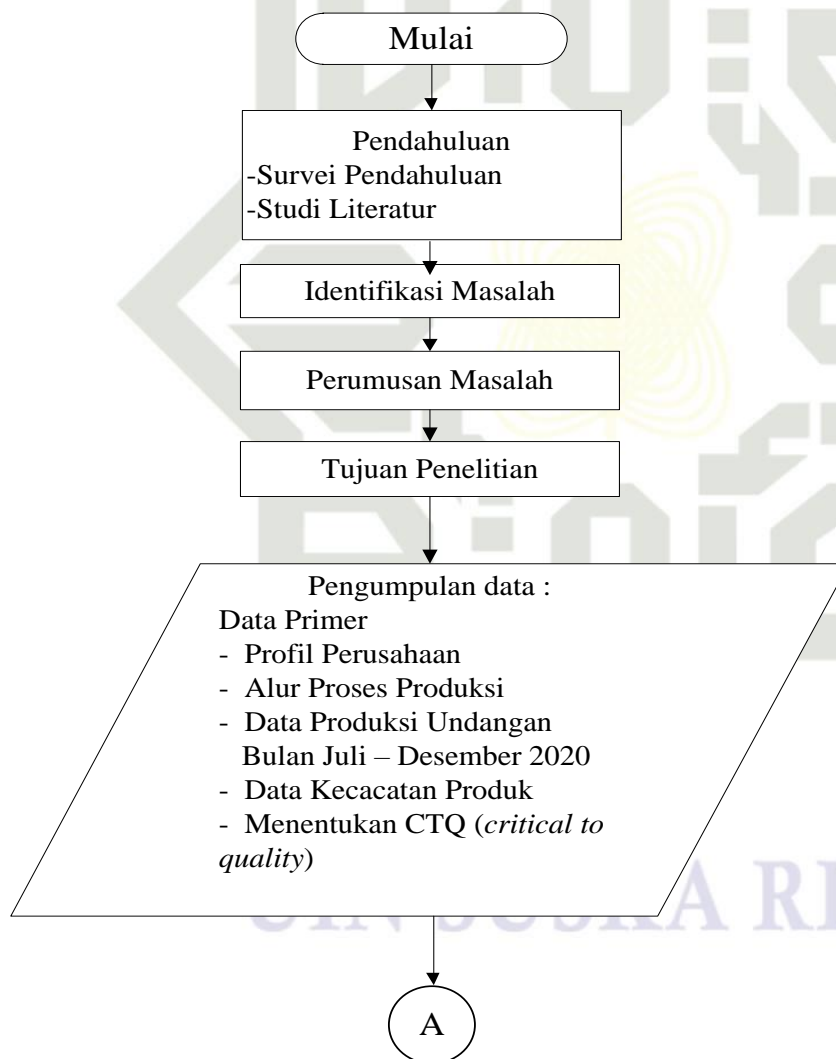 Mulai
Pendahuluan
-Survei Pendahuluan
-Studi Literatur
Identifikasi Masalah
Perumusan Masalah
Tujuan Penelitian
Pengumpulan data :
Data Primer
- Profil Perusahaan
- Alur Proses Produksi
- Data Produksi Undangan
Bulan Juli – Desember 2020
- Data Kecacatan Produk
- Menentukan CTQ (critical to
quality)
A